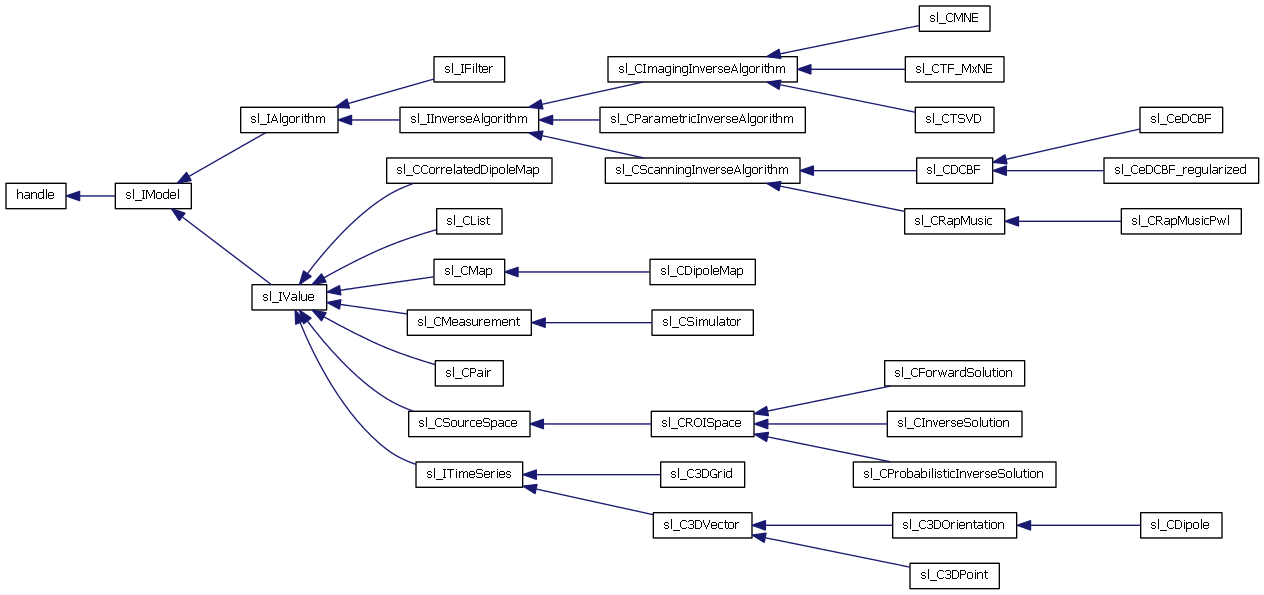 sl_CMNE
sl_IFilter
sl_CImagingInverseAlgorithm
sl_CTF_MxNE
sl_IAlgorithm
sl_IInverseAlgorithm
sl_CParametricInverseAlgorithm
sl_CTSVD
sl_CeDCBF
sl_CCorrelatedDipoleMap
sl_CScanningInverseAlgorithm
sl_CDCBF
sl_CeDCBF_regularized
handle
sl_IModel
sl_CList
sl_CRapMusic
sl_CRapMusicPwl
sl_CMap
sl_CDipoleMap
sl_IValue
sl_CMeasurement
sl_CSimulator
sl_CPair
sl_CForwardSolution
sl_CSourceSpace
sl_CROISpace
sl_CInverseSolution
sl_ITimeSeries
sl_C3DGrid
sl_CProbabilisticInverseSolution
sl_C3DVector
sl_C3DOrientation
sl_CDipole
sl_C3DPoint